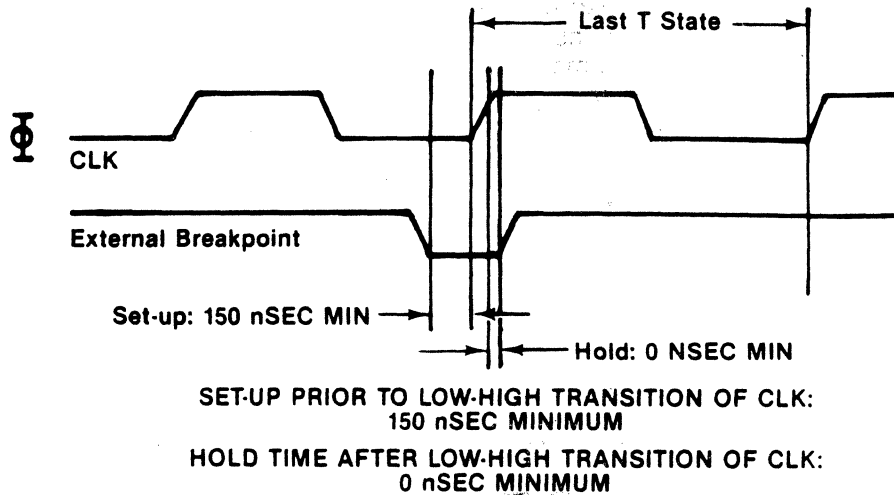 Last T State
Φ
CLK
External Breakpoint
Set-up: 150 nSEC MIN
Hold: 0 NSEC MIN
SET-UP PRIOR TO LOW-HIGH TRANSITION OF CLK:
150 nSEC MINIMUM
HOLD TIME AFTER LOW-HIGH TRANSITION OF CLK:
0 nSEC MINIMUM